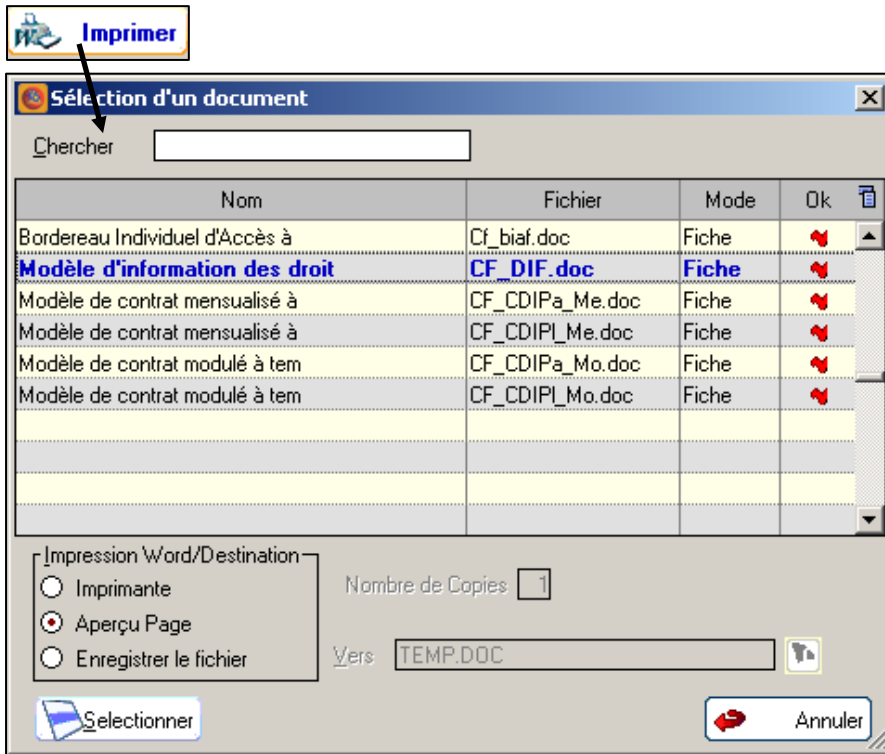 Imprimer
Sélection d'un document
Chercher
Nom Fichier Mode Ok
Bordereau Individuel d'Accès à Cf_biaf.doc Fiche
Modèle d'information des droit CF_DIF.doc Fiche
Modèle de contrat mensualisé à CF_CDIPa_Me.doc Fiche
Modèle de contrat mensualisé à CF_CDIPl_Me.doc Fiche
Modèle de contrat modulé à tem CF_CDIPa_Mo.doc Fiche
Modèle de contrat modulé à tem CF_CDIPl_Mo.doc Fiche
Impression Word/Destination
Imprimante Nombre de Copies 1
Aperçu Page
Enregistrer le fichier Vers TEMP.DOC
Selectionner Annuler